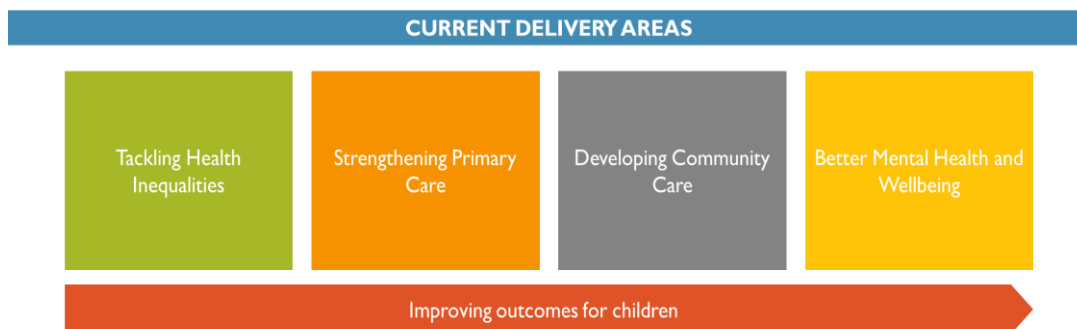 CURRENT DELIVERY AREAS
Tackling Health
Inequalities
Strengthening Primary
Care
Developing Community
Care
Better Mental Health and
Wellbeing
Improving outcomes for children